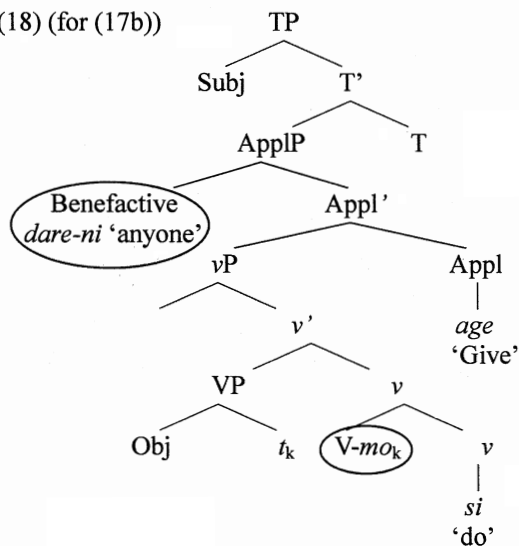 (18) (for (17b)) TP
Subj T’
ApplP T
Benefactive Appl’
dare-ni ‘anyone’
vP Appl
age
v’ ‘Give’
VP v
Obj tk V-mok v
si
‘do’